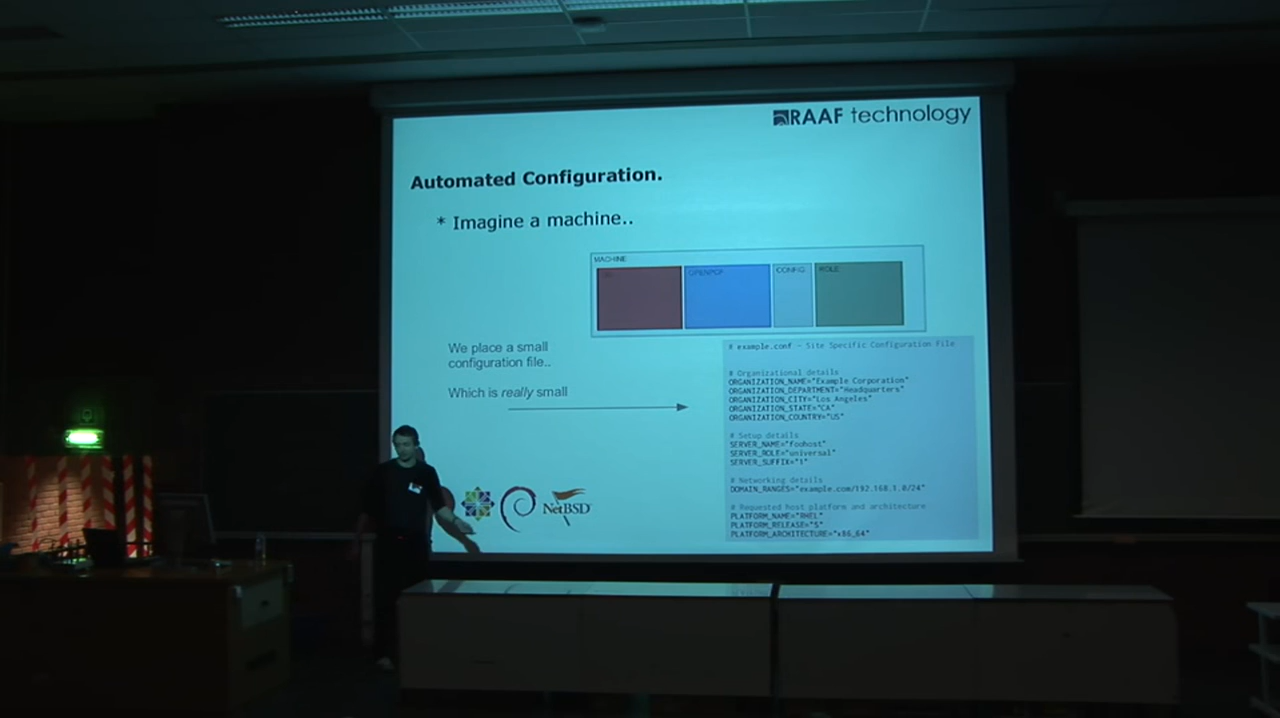 RAAF technology
Automated Configuration.
* Imagine a machine..
MACHINE
OPENPCF
CONFIG
ROLE
We place a small
configuration file..
Which is really small
# example.conf - Site Specific Configuration File
# Organizational details
ORGANIZATION_NAME="Example Corporation"
ORGANIZATION_DEPARTMENT="Headquarters"
ORGANIZATION_CITY="Los Angeles"
ORGANIZATION_STATE="CA"
ORGANIZATION_COUNTRY="US"
# Setup details
SERVER_NAME="foohost"
SERVER_ROLE="universal"
SERVER_SUFFIX="1"
# Networking details
DOMAIN_RANGES="example.com/192.168.1.0/24"
# Requested host platform and architecture
PLATFORM_NAME="RHEL"
PLATFORM_RELEASE="5"
PLATFORM_ARCHITECTURE="x86_64"
NetBSD